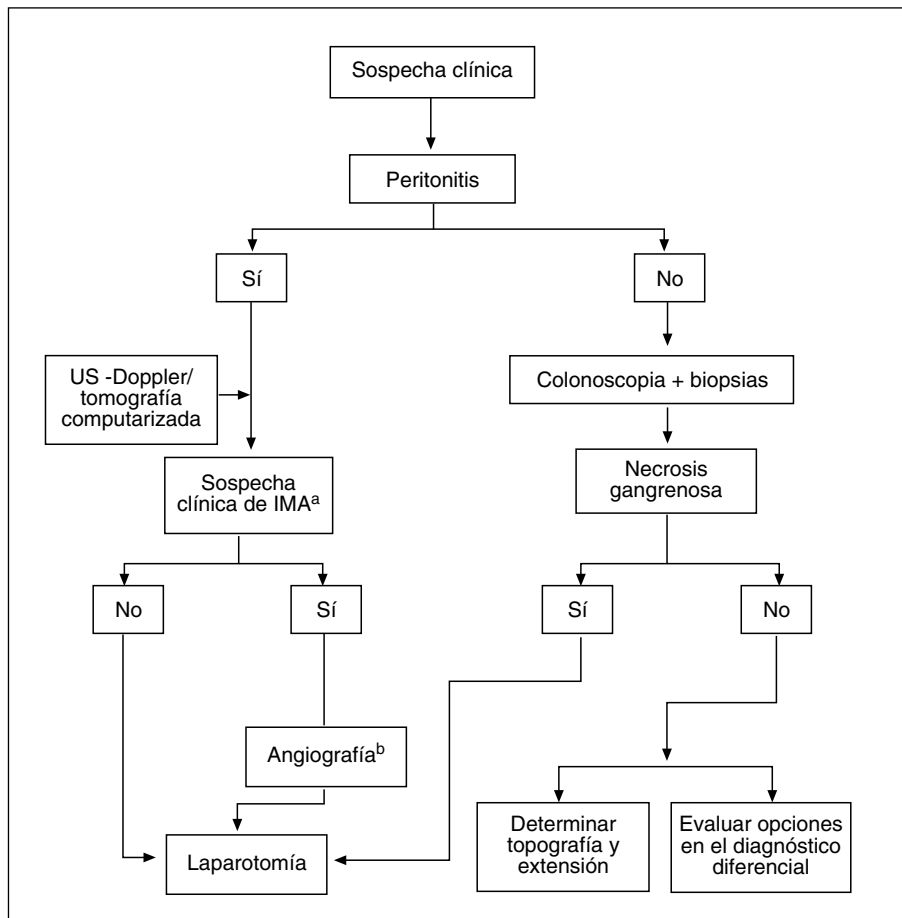 Sospecha clínica
Peritonitis
Sí
No
US -Doppler/
tomografía
computarizada
Colonoscopia + biopsias
Sospecha
clínica de IMAa
Necrosis
gangrenosa
No
Sí
Sí
No
Angiografíab
Laparotomía
Determinar
topografía y
extensión
Evaluar opciones
en el diagnóstico
diferencial